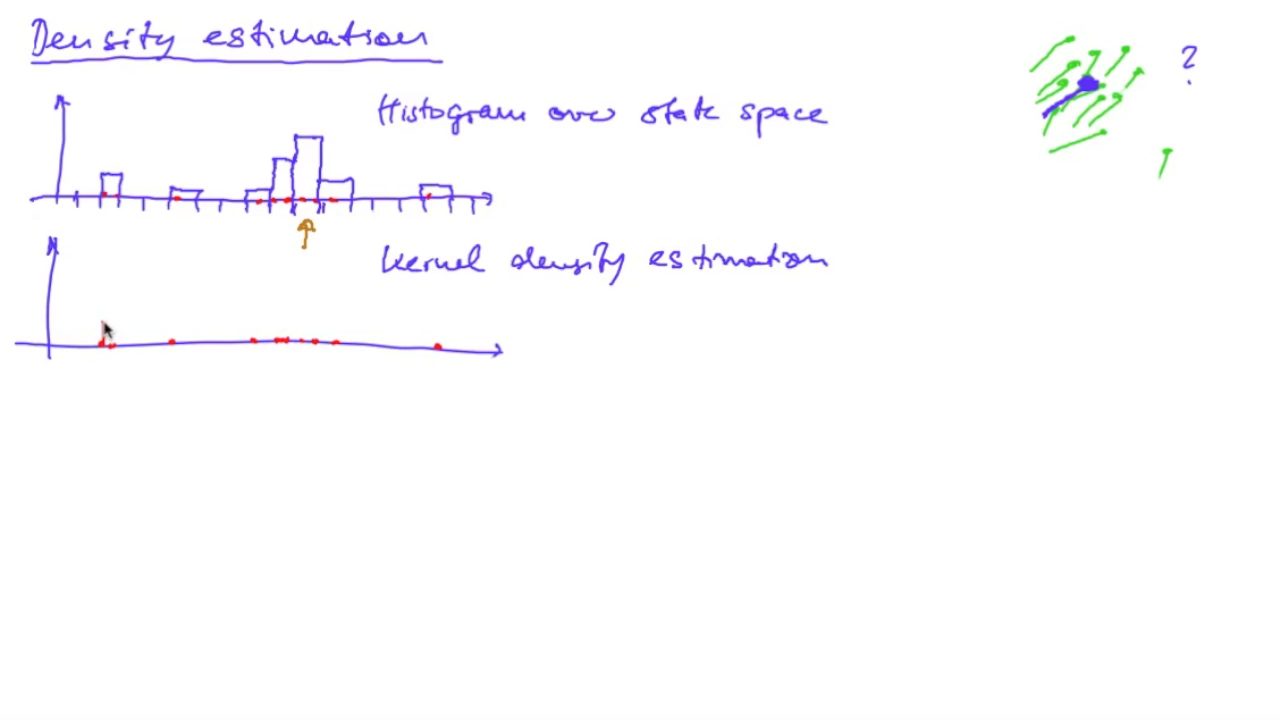 Density estimation
?
Histogram over state space
Kernel density estimation